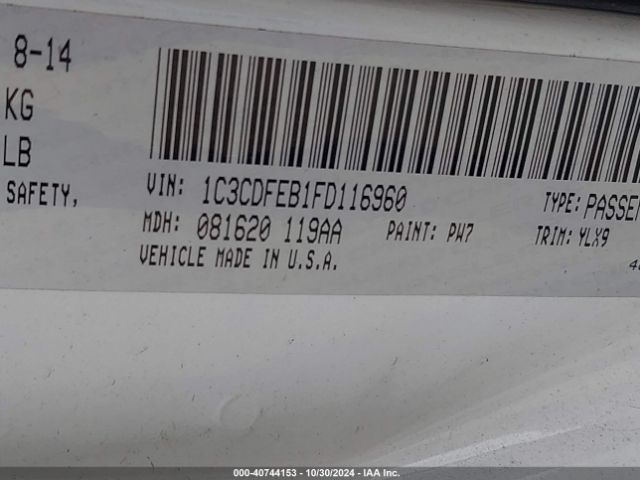 8-14
KG
LB
SAFETY,
VIN: 1C3CDFEB1FD116960
TYPE: PASSEN
MDH: 081620 119AA
PAINT: PW7
TRIM: YLX9
VEHICLE MADE IN U.S.A.
000-40744153 • 10/30/2024 • IAA Inc.